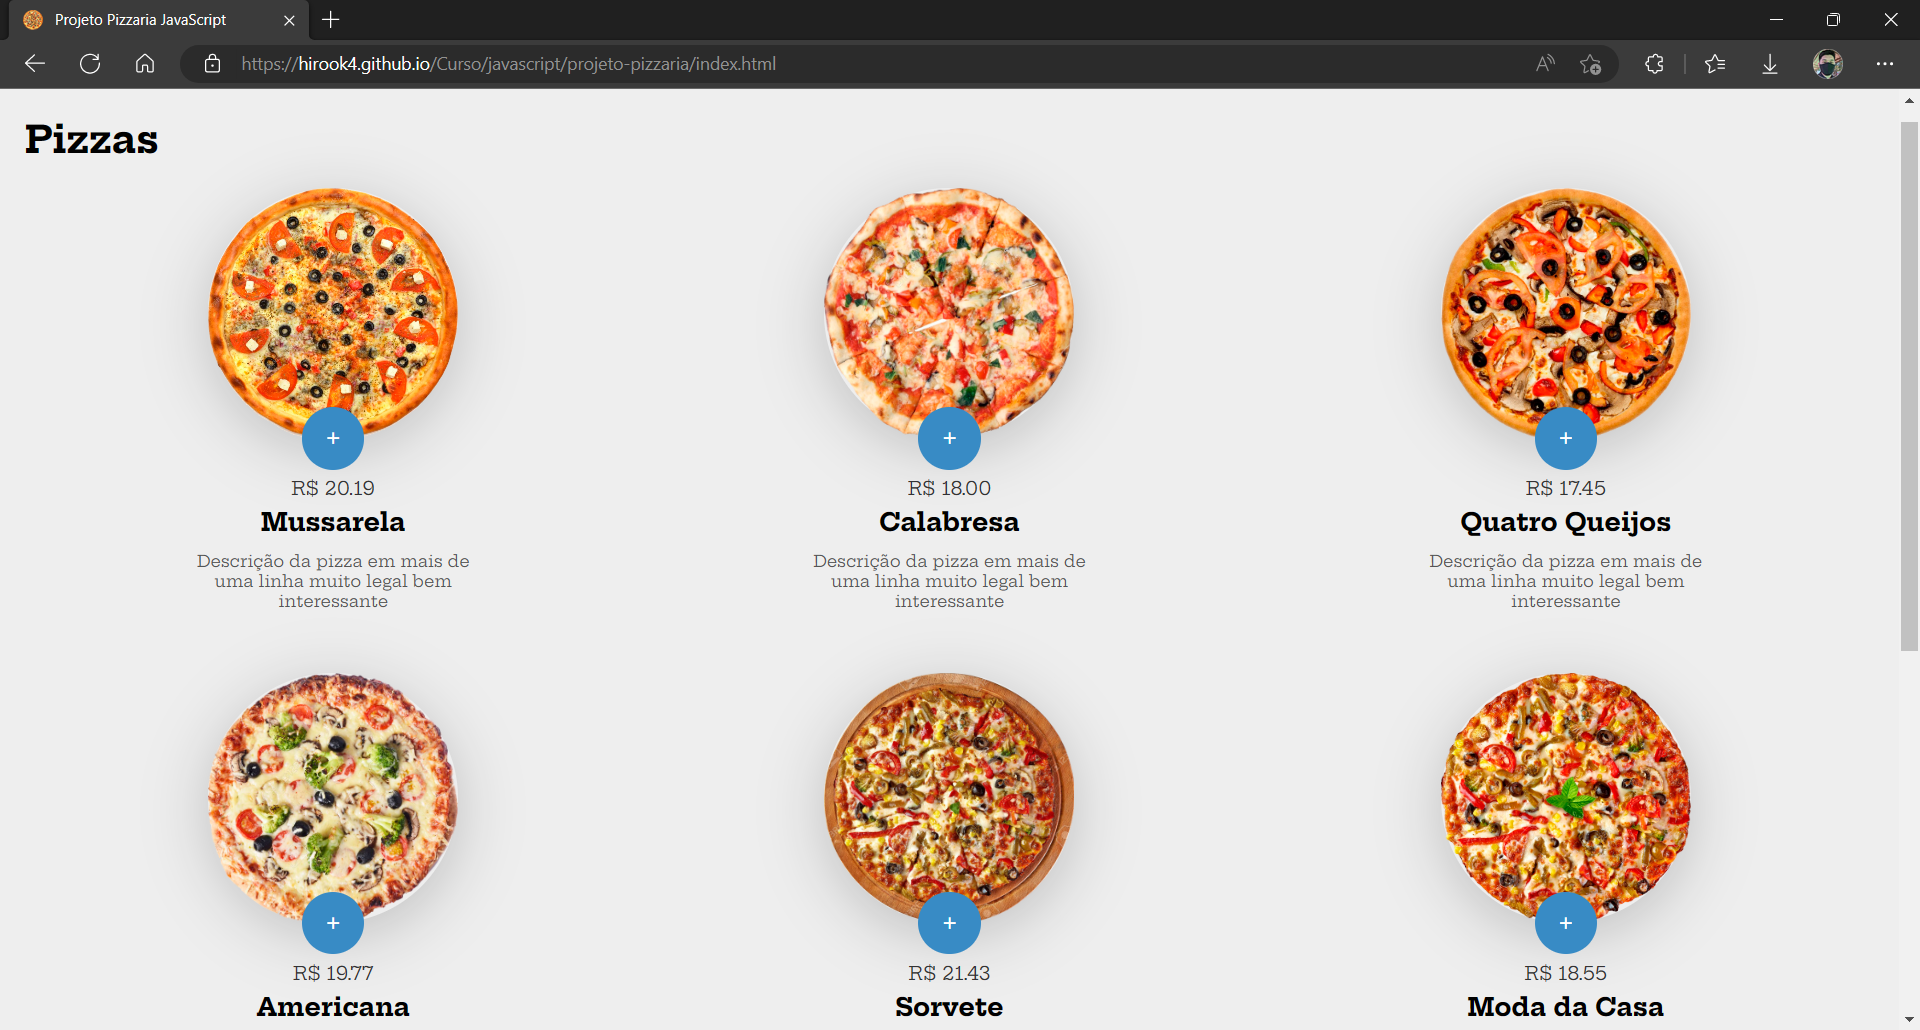 Projeto Pizzaria JavaScript
https://hirook4.github.io/Curso/javascript/projeto-pizzaria/index.html
Pizzas
+
+
+
R$ 20.19
R$ 18.00
R$ 17.45
Mussarela
Calabresa
Quatro Queijos
Descrição da pizza em mais de
uma linha muito legal bem
interessante
Descrição da pizza em mais de
uma linha muito legal bem
interessante
Descrição da pizza em mais de
uma linha muito legal bem
interessante
+
+
+
R$ 19.77
R$ 21.43
R$ 18.55
Americana
Sorvete
Moda da Casa